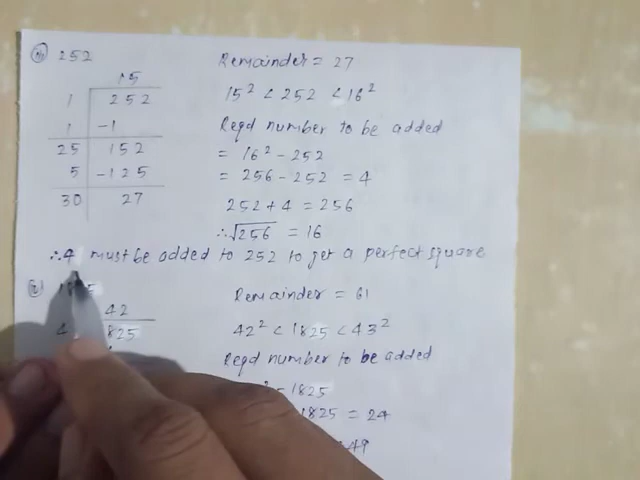 252
Remainder = 27
15
1 252
15² < 252 < 16²
1 -1
Reqd number to be added
25 152
= 16² - 252
5 -125
= 256 - 252 = 4
30 27
252 + 4 = 256
∴ √256 = 16
∴ 4 must be added to 252 to get a perfect square
Remainder = 61
42
4 825
42² < 1825 < 43²
Reqd number to be added
² - 1825
1825 = 24
49